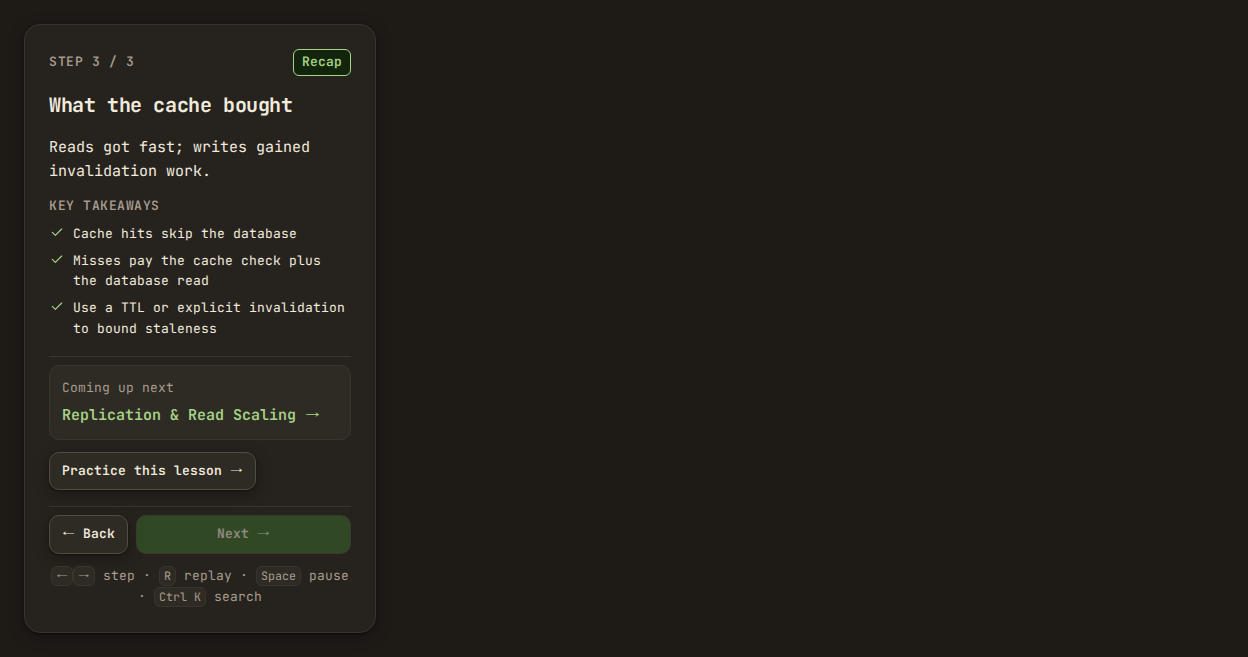 STEP 3 / 3
Recap
What the cache bought
Reads got fast; writes gained
invalidation work.
KEY TAKEAWAYS
✓ Cache hits skip the database
✓ Misses pay the cache check plus
the database read
✓ Use a TTL or explicit invalidation
to bound staleness
Coming up next
Replication & Read Scaling →
Practice this lesson →
← Back
Next →
← → step · R replay · Space pause
· Ctrl K search